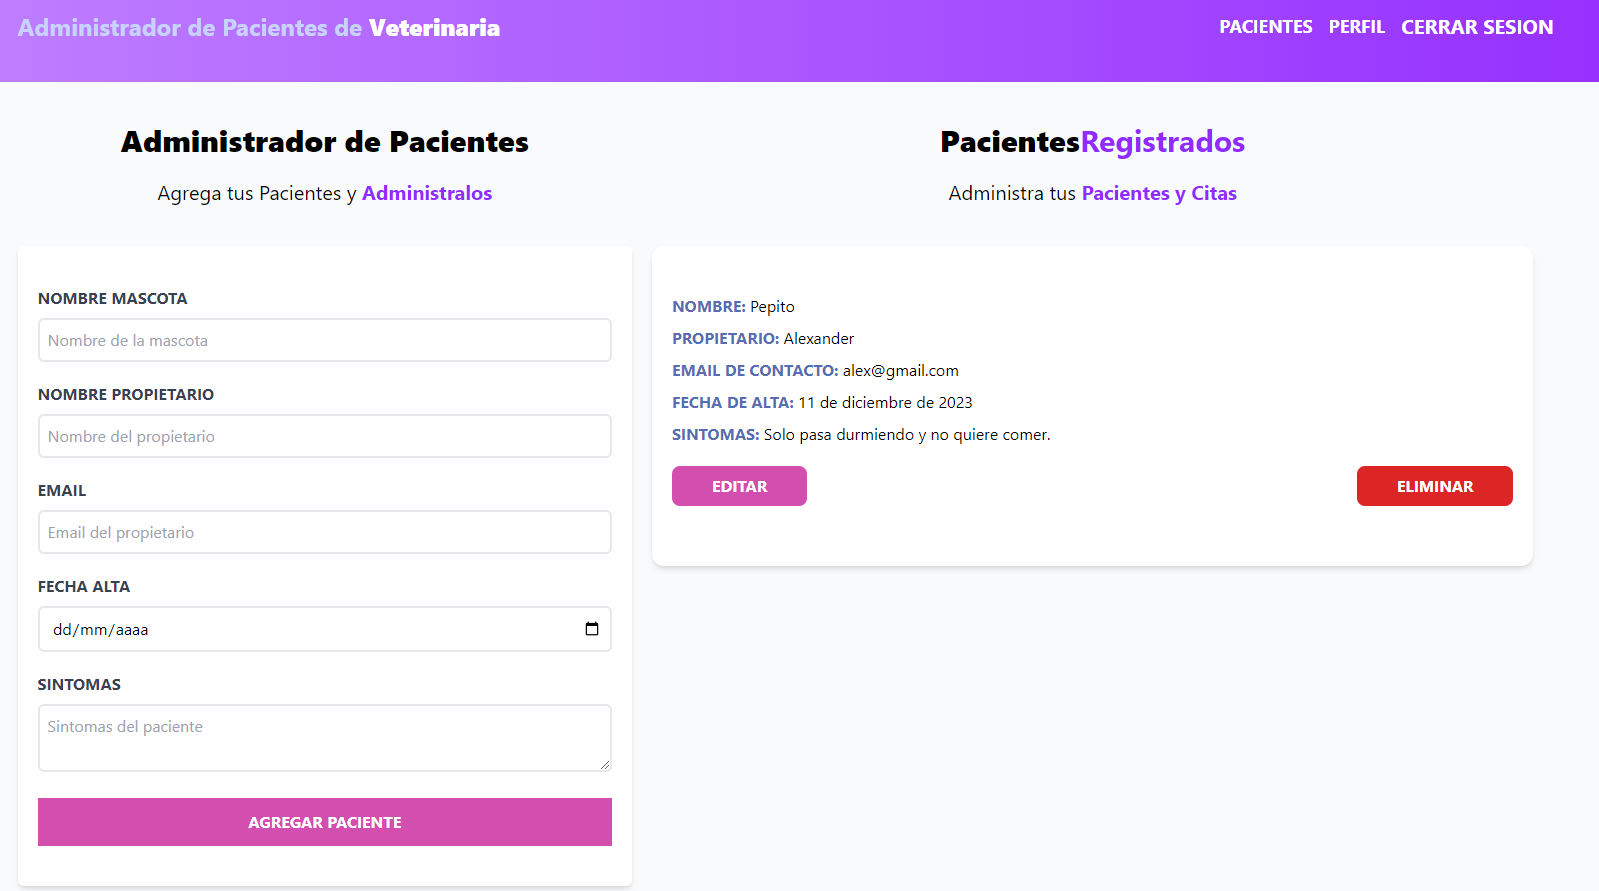 Administrador de Pacientes de Veterinaria
PACIENTES PERFIL CERRAR SESION
Administrador de Pacientes
Agrega tus Pacientes y Administralos
NOMBRE MASCOTA
Nombre de la mascota
NOMBRE PROPIETARIO
Nombre del propietario
EMAIL
Email del propietario
FECHA ALTA
dd/mm/aaaa
SINTOMAS
Sintomas del paciente
AGREGAR PACIENTE
PacientesRegistrados
Administra tus Pacientes y Citas
NOMBRE: Pepito
PROPIETARIO: Alexander
EMAIL DE CONTACTO: alex@gmail.com
FECHA DE ALTA: 11 de diciembre de 2023
SINTOMAS: Solo pasa durmiendo y no quiere comer.
EDITAR ELIMINAR